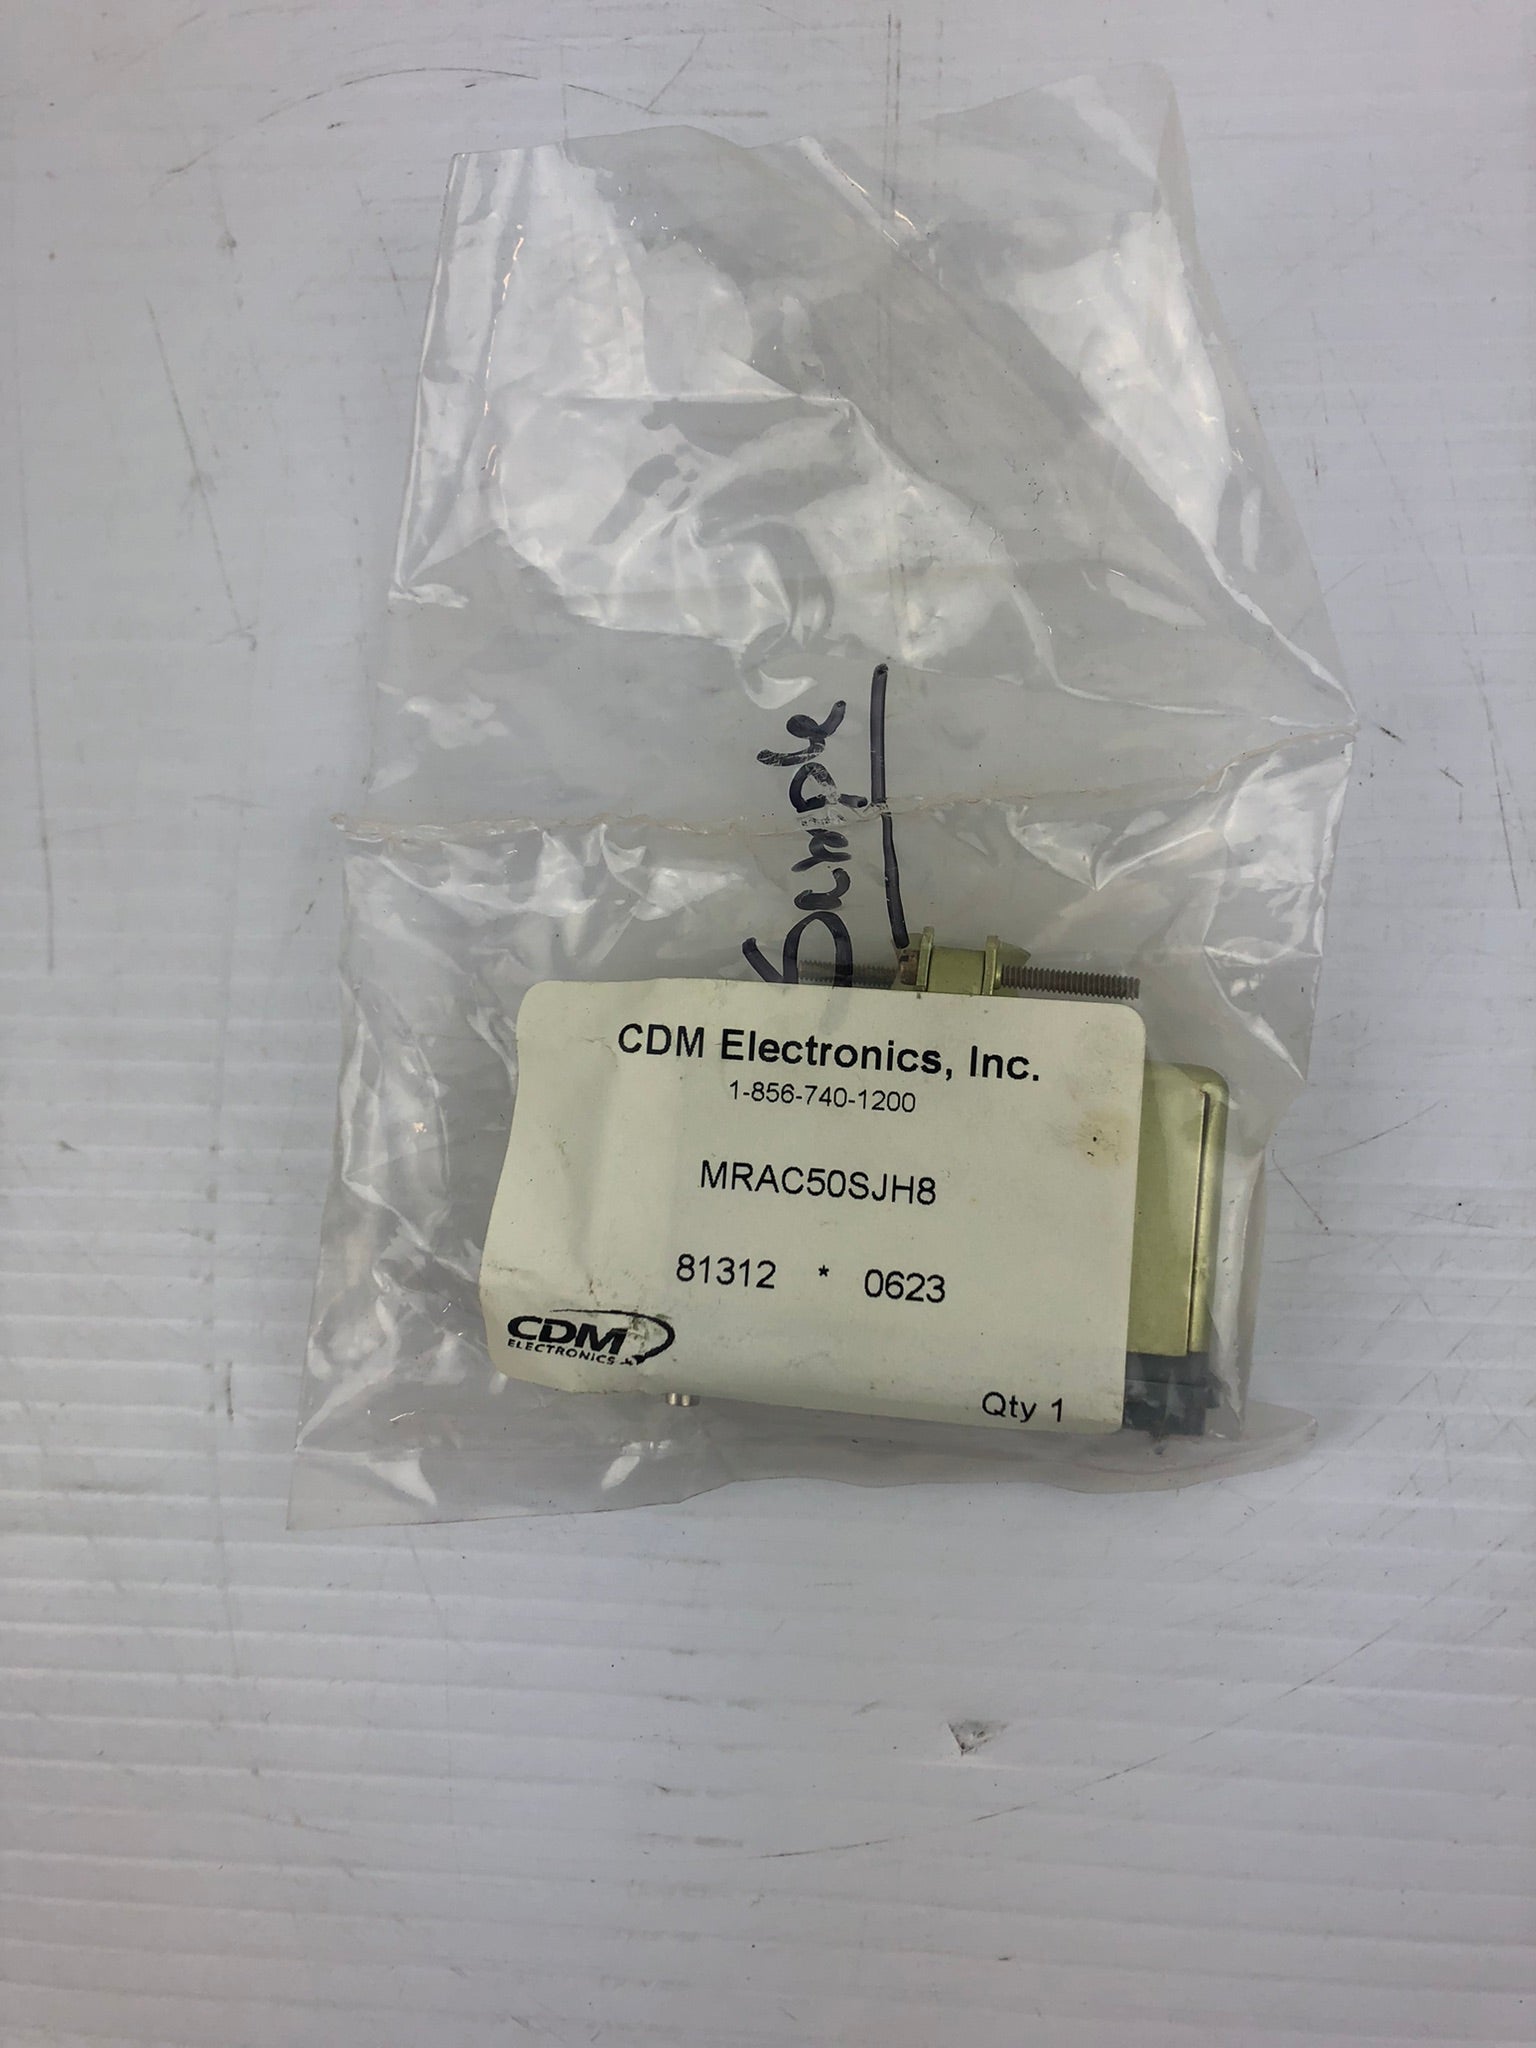 Sample
CDM Electronics, Inc.
1-856-740-1200
MRAC50SJH8
81312 * 0623
CDM
ELECTRONICS
Qty 1